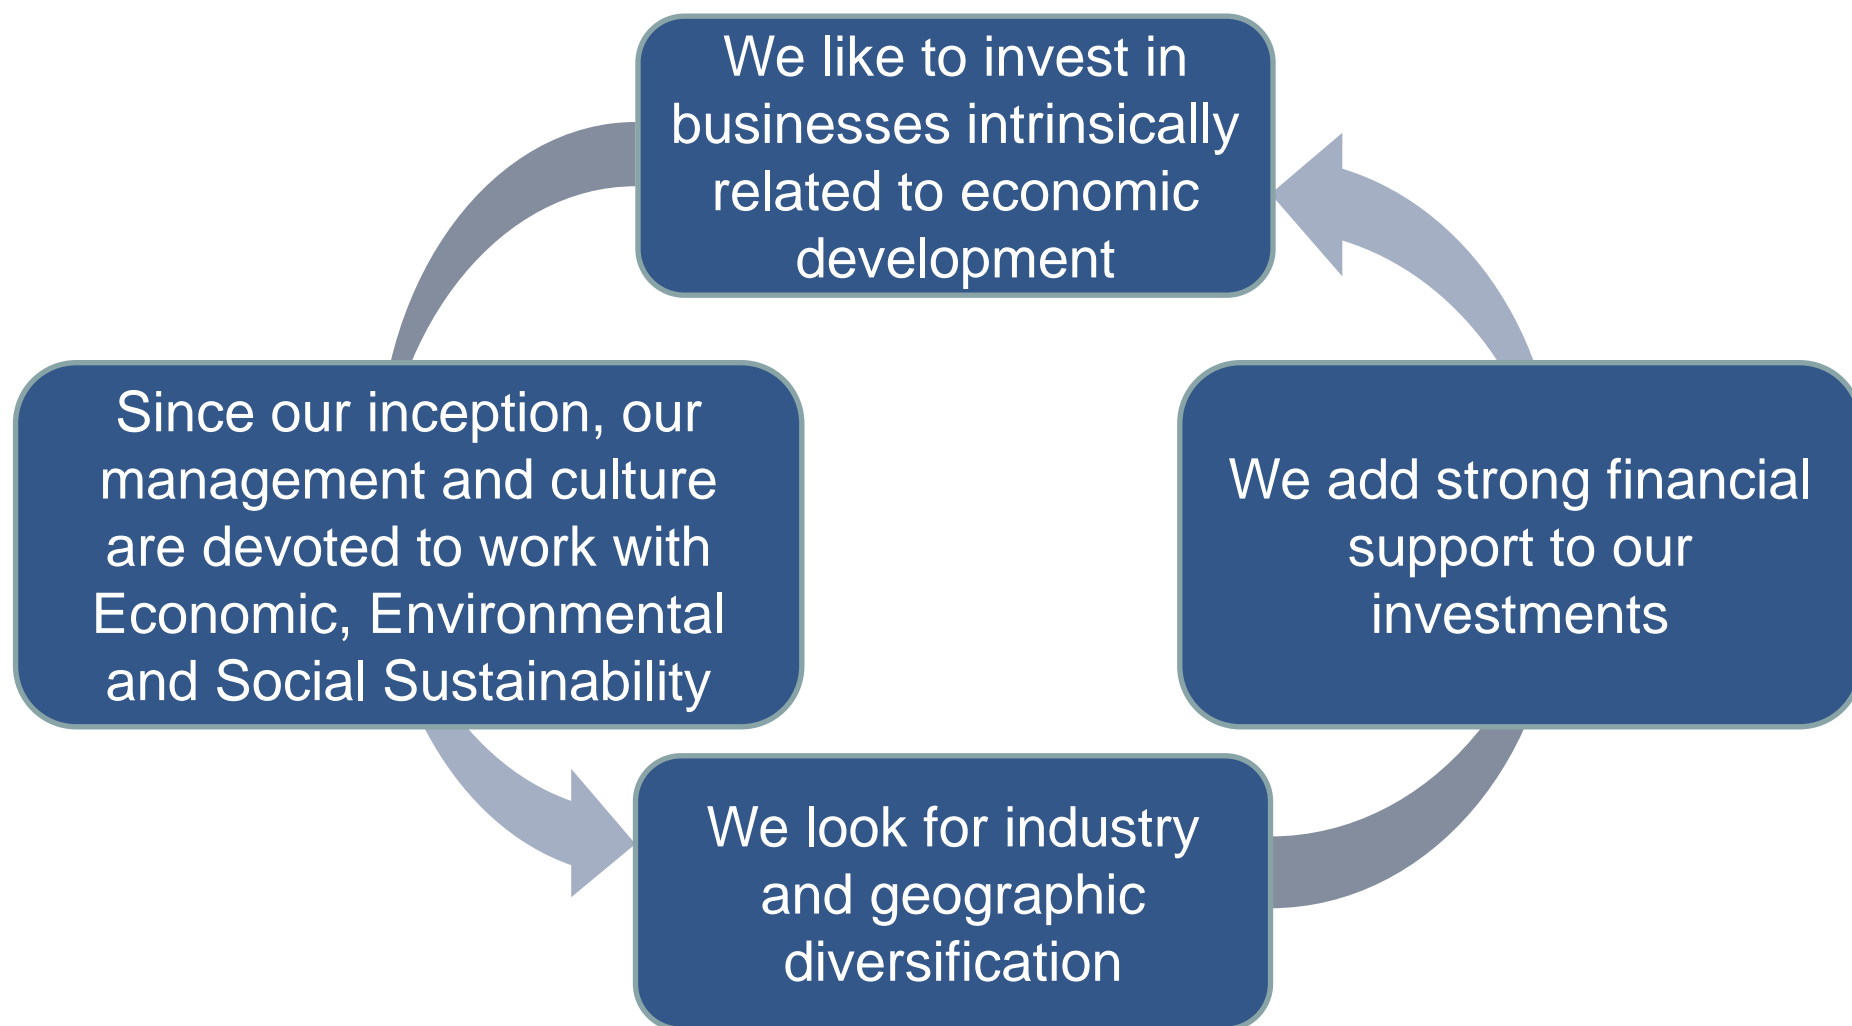 We like to invest in
businesses intrinsically
related to economic
development
Since our inception, our
management and culture
are devoted to work with
Economic, Environmental
and Social Sustainability
We add strong financial
support to our
investments
We look for industry
and geographic
diversification